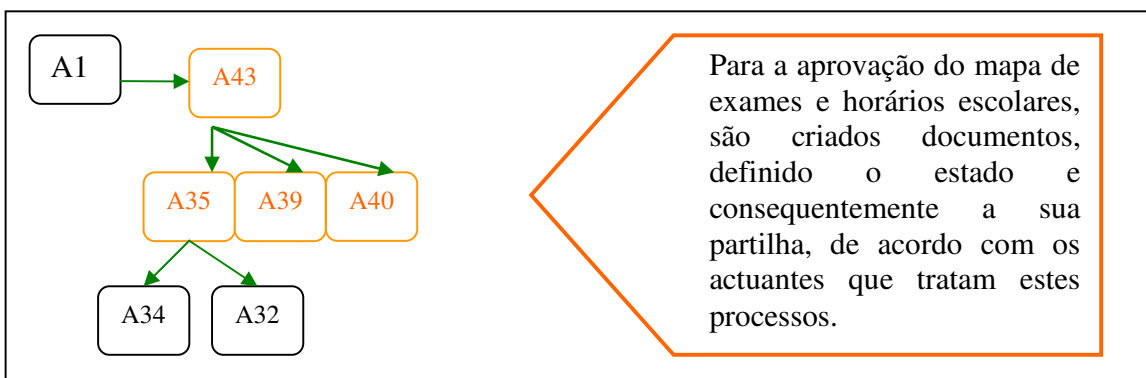 A1
A43
A35 A39 A40
A34 A32
Para a aprovação do mapa de
exames e horários escolares,
são criados documentos,
definido o estado e
consequentemente a sua
partilha, de acordo com os
actuantes que tratam estes
processos.